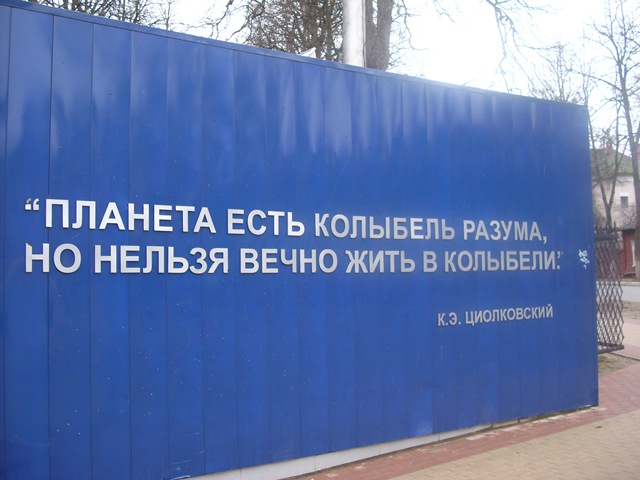 “ПЛАНЕТА ЕСТЬ КОЛЫБЕЛЬ РАЗУМА,
НО НЕЛЬЗЯ ВЕЧНО ЖИТЬ В КОЛЫБЕЛИ.”
К.Э. ЦИОЛКОВСКИЙ